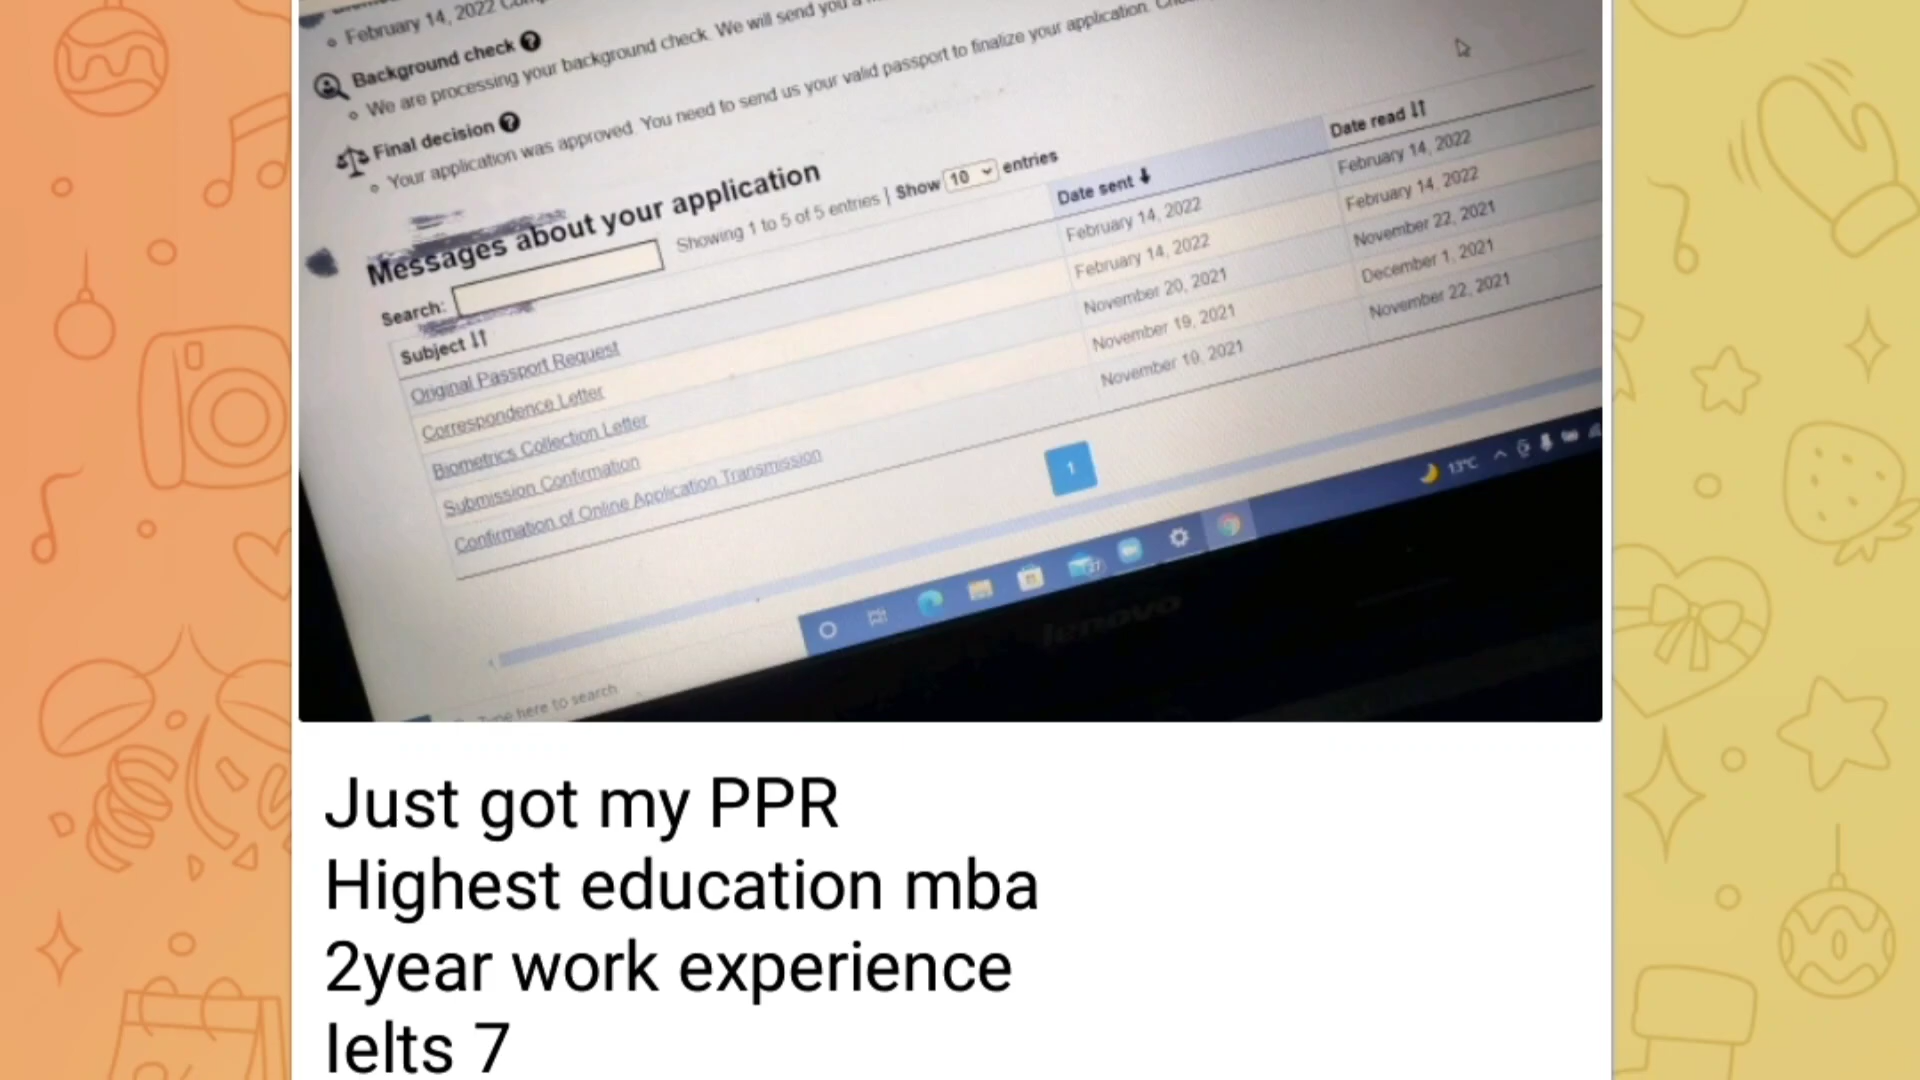 February 14, 2022
Background check
We are processing your background check. We will send you a
Final decision
Your application was approved. You need to send us your valid passport to finalize your application.
Messages about your application
Showing 1 to 5 of 5 entries | Show 10 entries
Search:
Subject Date sent Date read
Original Passport Request February 14, 2022 February 14, 2022
Correspondence Letter February 14, 2022 February 14, 2022
Biometrics Collection Letter November 20, 2021 November 22, 2021
Submission Confirmation November 19, 2021 December 1, 2021
Confirmation of Online Application Transmission November 19, 2021 November 22, 2021
1
13°C
27
lenovo
Type here to search
Just got my PPR
Highest education mba
2year work experience
Ielts 7